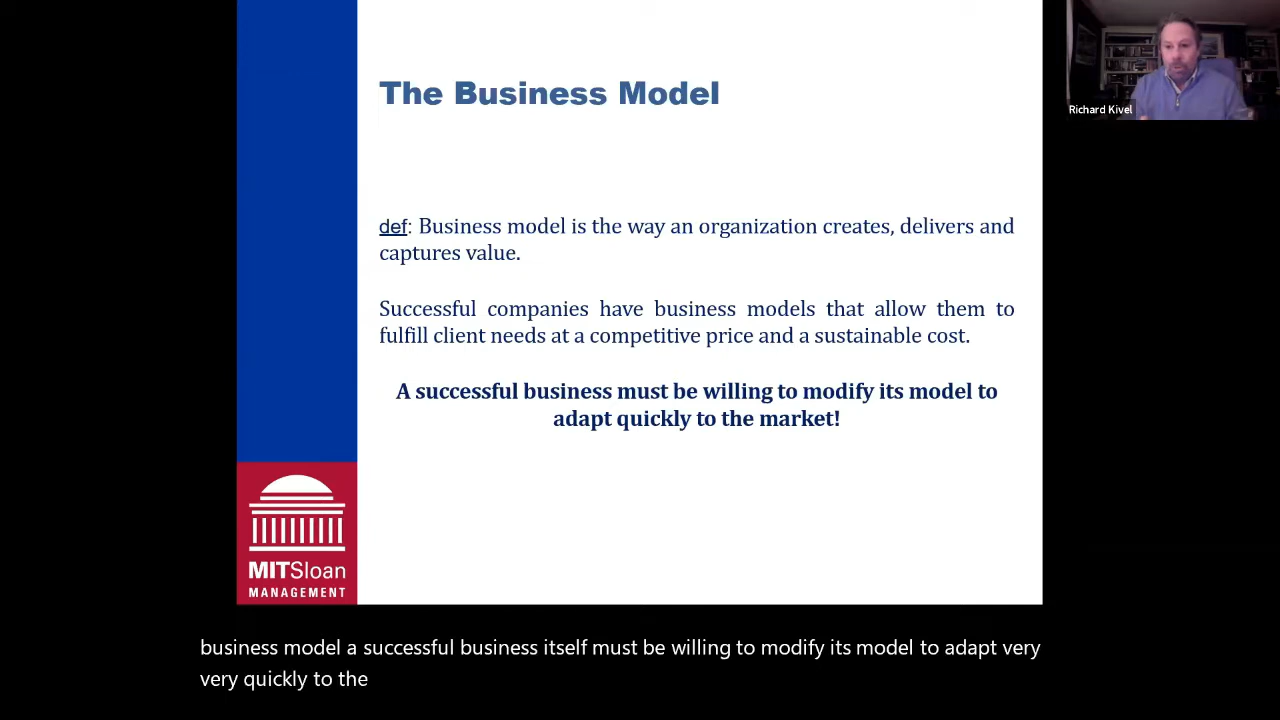 The Business Model
Richard Kivel
def: Business model is the way an organization creates, delivers and
captures value.
Successful companies have business models that allow them to
fulfill client needs at a competitive price and a sustainable cost.
A successful business must be willing to modify its model to
adapt quickly to the market!
MITSloan
MANAGEMENT
business model a successful business itself must be willing to modify its model to adapt very
very quickly to the